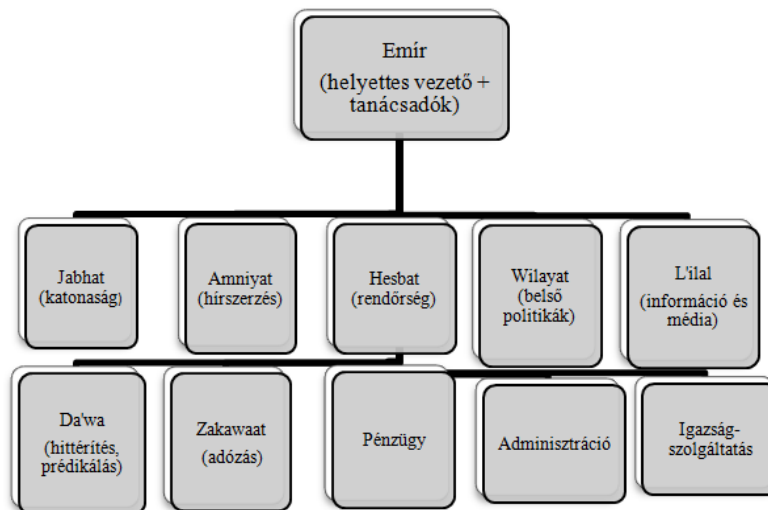 Emír
(helyettes vezető +
tanácsadók)
Jabhat
(katonaság)
Amniyat
(hírszerzés)
Hesbat
(rendőrség)
Wilayat
(belső
politikák)
L'ilal
(információ és
média)
Da'wa
(hittérítés,
prédikálás)
Zakawaat
(adózás)
Pénzügy
Adminisztráció
Igazság-
szolgáltatás